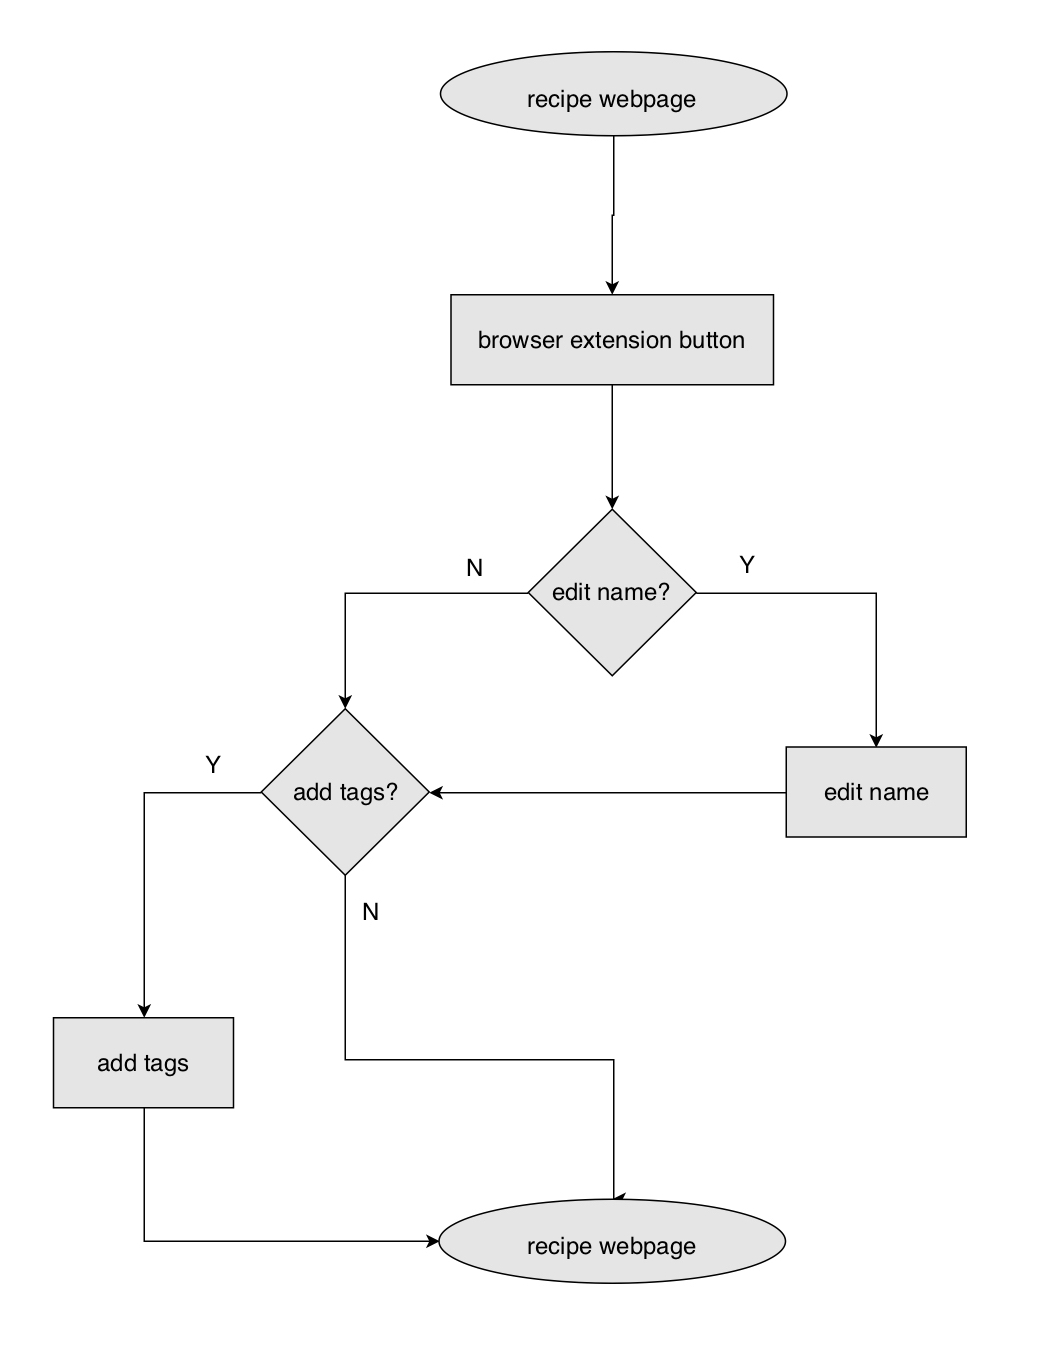 recipe webpage
browser extension button
N
Y
edit name?
Y
add tags?
edit name
N
add tags
recipe webpage